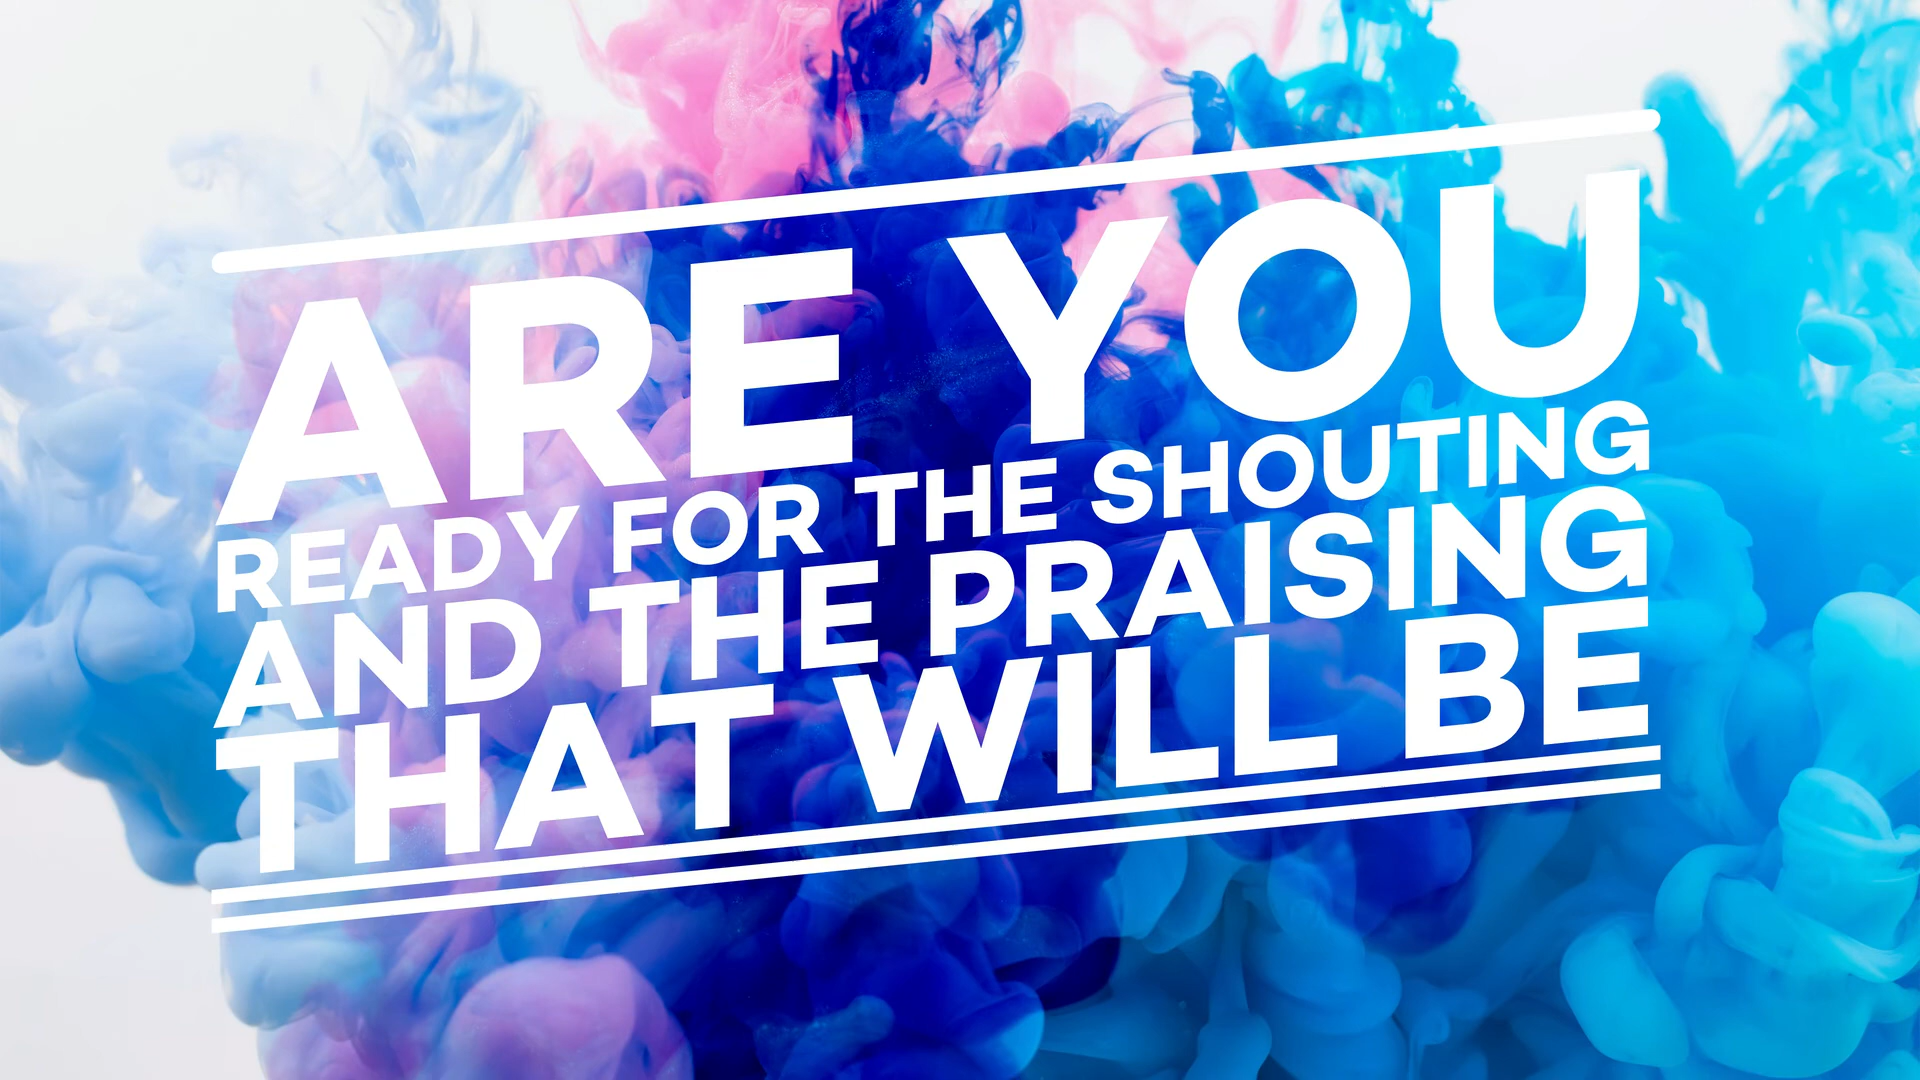 ARE YOU
READY FOR THE SHOUTING
AND THE PRAISING
THAT WILL BE